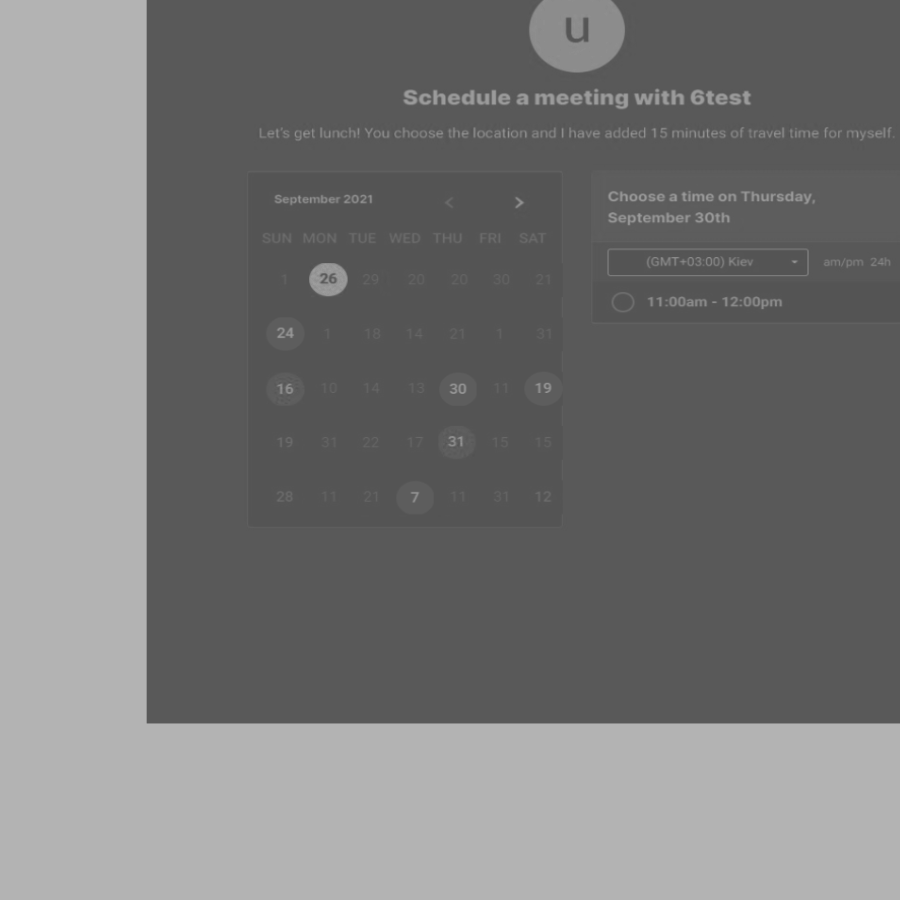 u
Schedule a meeting with 6test
Let's get lunch! You choose the location and I have added 15 minutes of travel time for myself.
September 2021 < >
SUN MON TUE WED THU FRI SAT
1 26 29 20 20 30 21
24 1 18 14 21 1 31
16 10 14 13 30 11 19
19 31 22 17 31 15 15
28 11 21 7 11 31 12
Choose a time on Thursday,
September 30th
(GMT+03:00) Kiev am/pm 24h
11:00am - 12:00pm